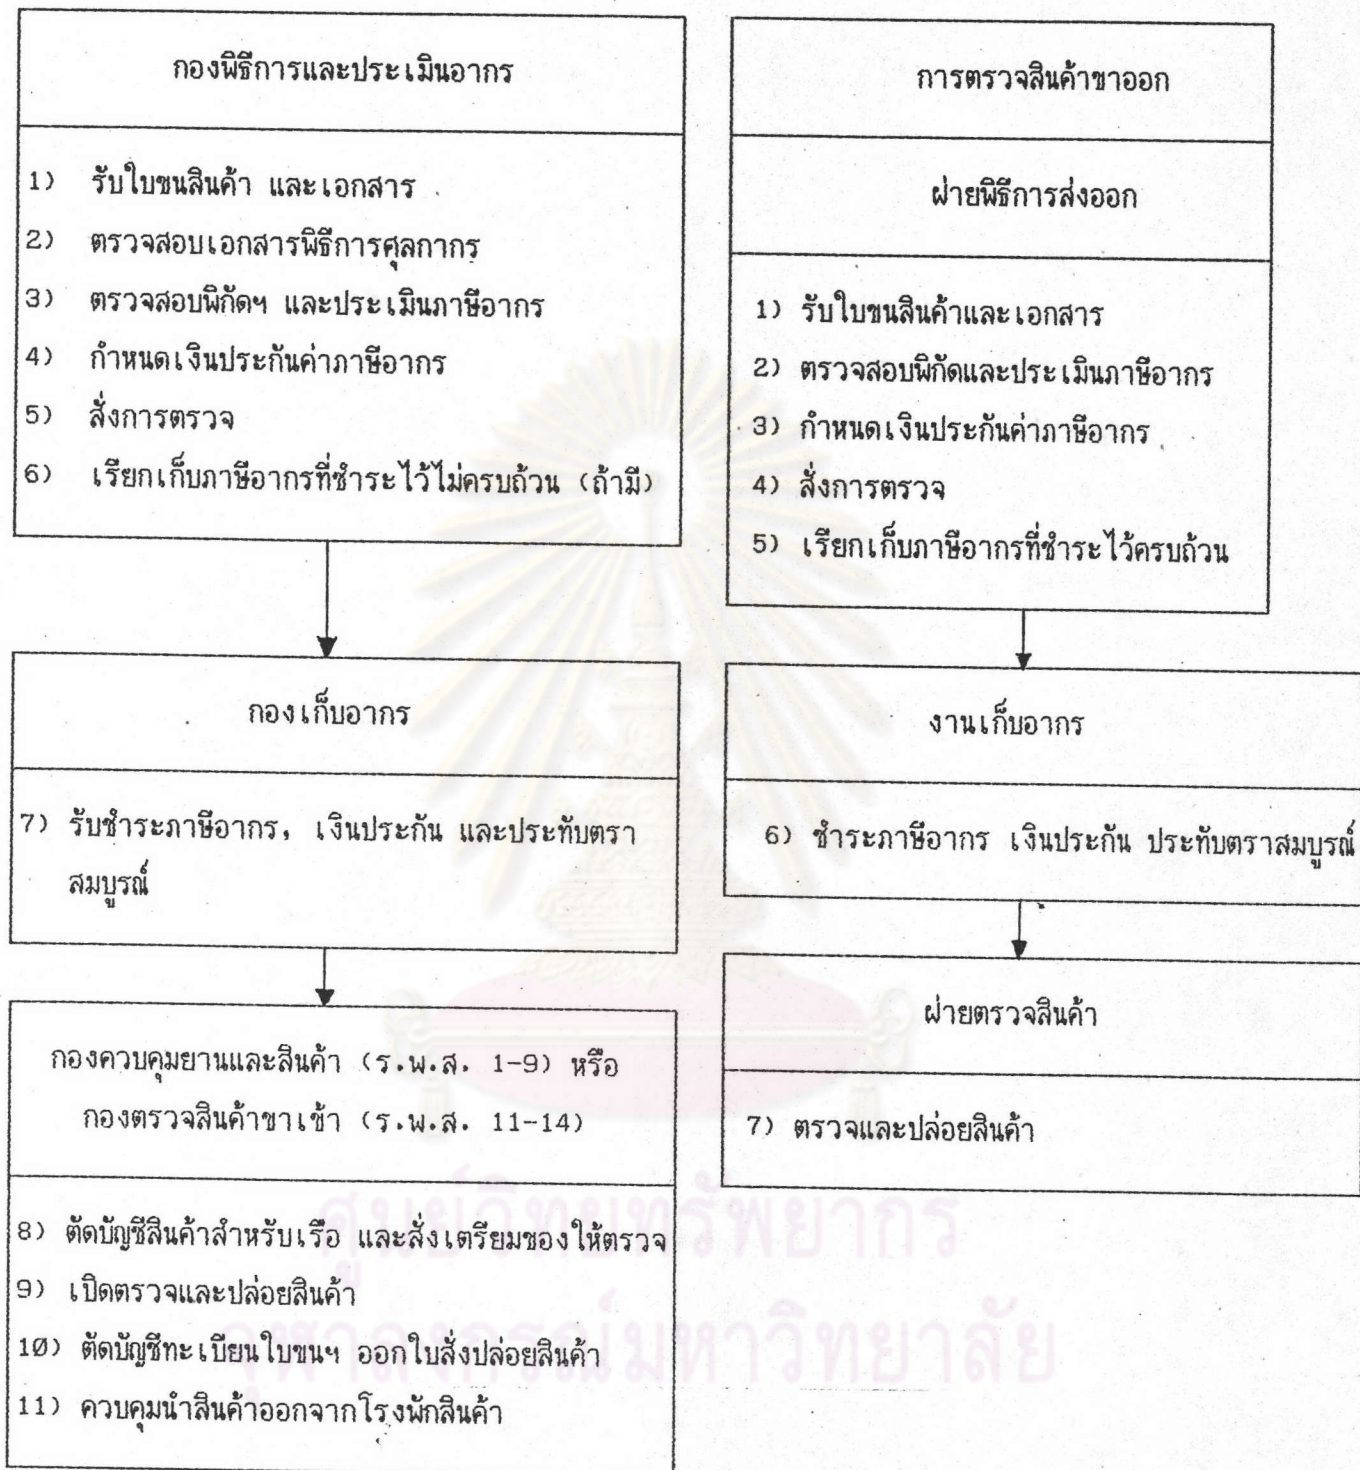 กองพิธีการและประเมินอากร
1) รับใบขนสินค้า และเอกสาร
2) ตรวจสอบเอกสารพิธีการศุลกากร
3) ตรวจสอบพิกัดฯ และประเมินภาษีอากร
4) กำหนดเงินประกันค่าภาษีอากร
5) สั่งการตรวจ
6) เรียกเก็บภาษีอากรที่ชำระไว้ไม่ครบถ้วน (ถ้ามี)
กองเก็บอากร
7) รับชำระภาษีอากร, เงินประกัน และประทับตรา
สมบูรณ์
กองควบคุมยานและสินค้า (ร.พ.ส. 1-9) หรือ
กองตรวจสินค้าขาเข้า (ร.พ.ส. 11-14)
8) ตัดบัญชีสินค้าสำหรับเรือ และสั่งเตรียมของให้ตรวจ
9) เปิดตรวจและปล่อยสินค้า
10) ตัดบัญชีทะเบียนใบขนฯ ออกใบสั่งปล่อยสินค้า
11) ควบคุมนำสินค้าออกจากโรงพักสินค้า
การตรวจสินค้าขาออก
ฝ่ายพิธีการส่งออก
1) รับใบขนสินค้าและเอกสาร
2) ตรวจสอบพิกัดและประเมินภาษีอากร
3) กำหนดเงินประกันค่าภาษีอากร
4) สั่งการตรวจ
5) เรียกเก็บภาษีอากรที่ชำระไว้ครบถ้วน
งานเก็บอากร
6) ชำระภาษีอากร เงินประกัน ประทับตราสมบูรณ์
ฝ่ายตรวจสินค้า
7) ตรวจและปล่อยสินค้า
ศูนย์วิทยทรัพยากร
จุฬาลงกรณ์มหาวิทยาลัย